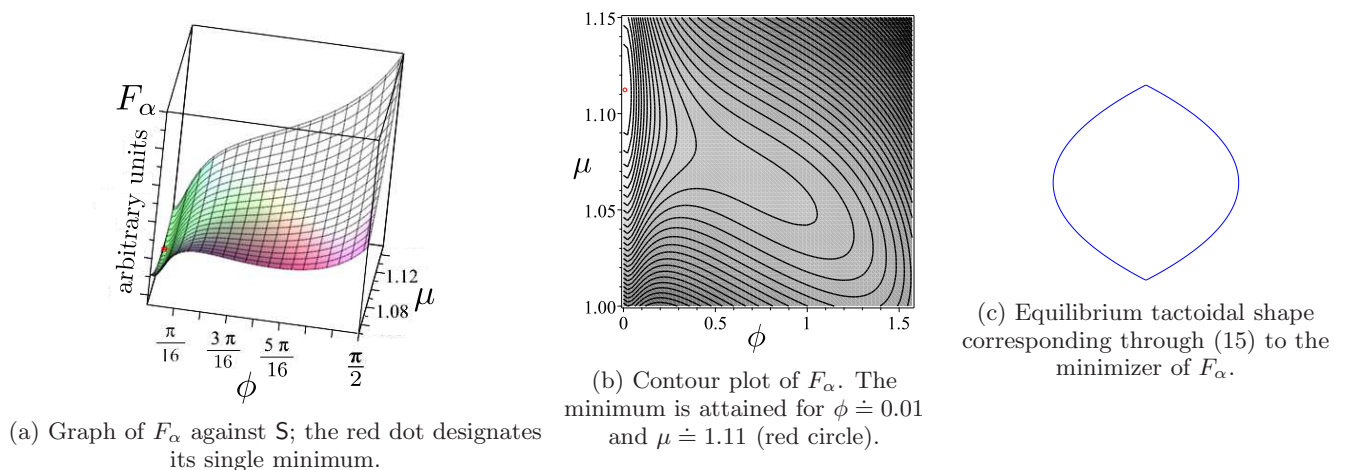 F_α
arbitrary units
π/16
3 π/16
5 π/16
π/2
ϕ
1.08
1.12
μ
(a) Graph of F_α against S; the red dot designates
its single minimum.
1.15
1.10
μ
1.05
1.00
0
0.5
1
1.5
ϕ
(b) Contour plot of F_α. The
minimum is attained for ϕ ≐ 0.01
and μ ≐ 1.11 (red circle).
(c) Equilibrium tactoidal shape
corresponding through (15) to the
minimizer of F_α.